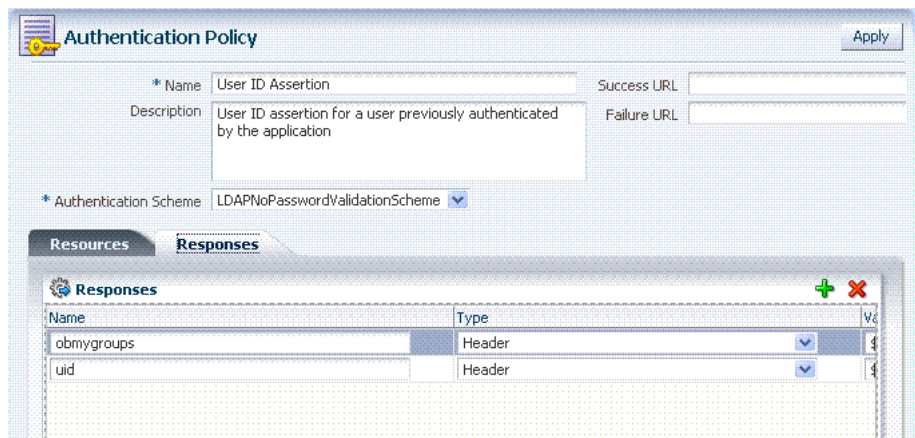 Authentication Policy
Apply
* Name User ID Assertion
Success URL
Description User ID assertion for a user previously authenticated
by the application
Failure URL
* Authentication Scheme LDAPNoPasswordValidationScheme
Resources Responses
Responses
Name Type
obmygroups Header $
uid Header $